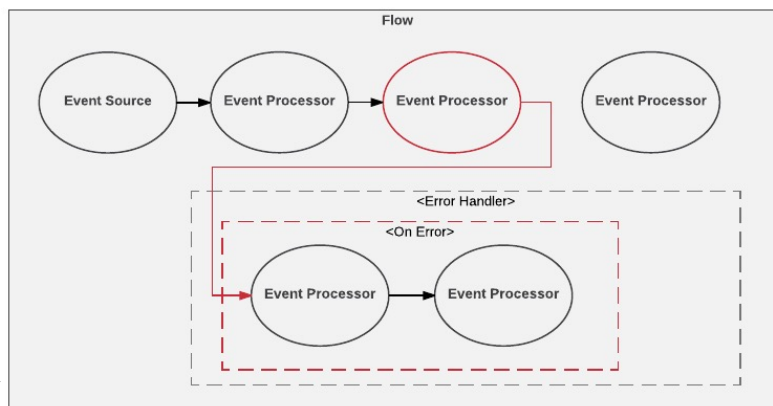 Flow
Event Source
Event Processor
Event Processor
Event Processor
<Error Handler>
<On Error>
Event Processor
Event Processor